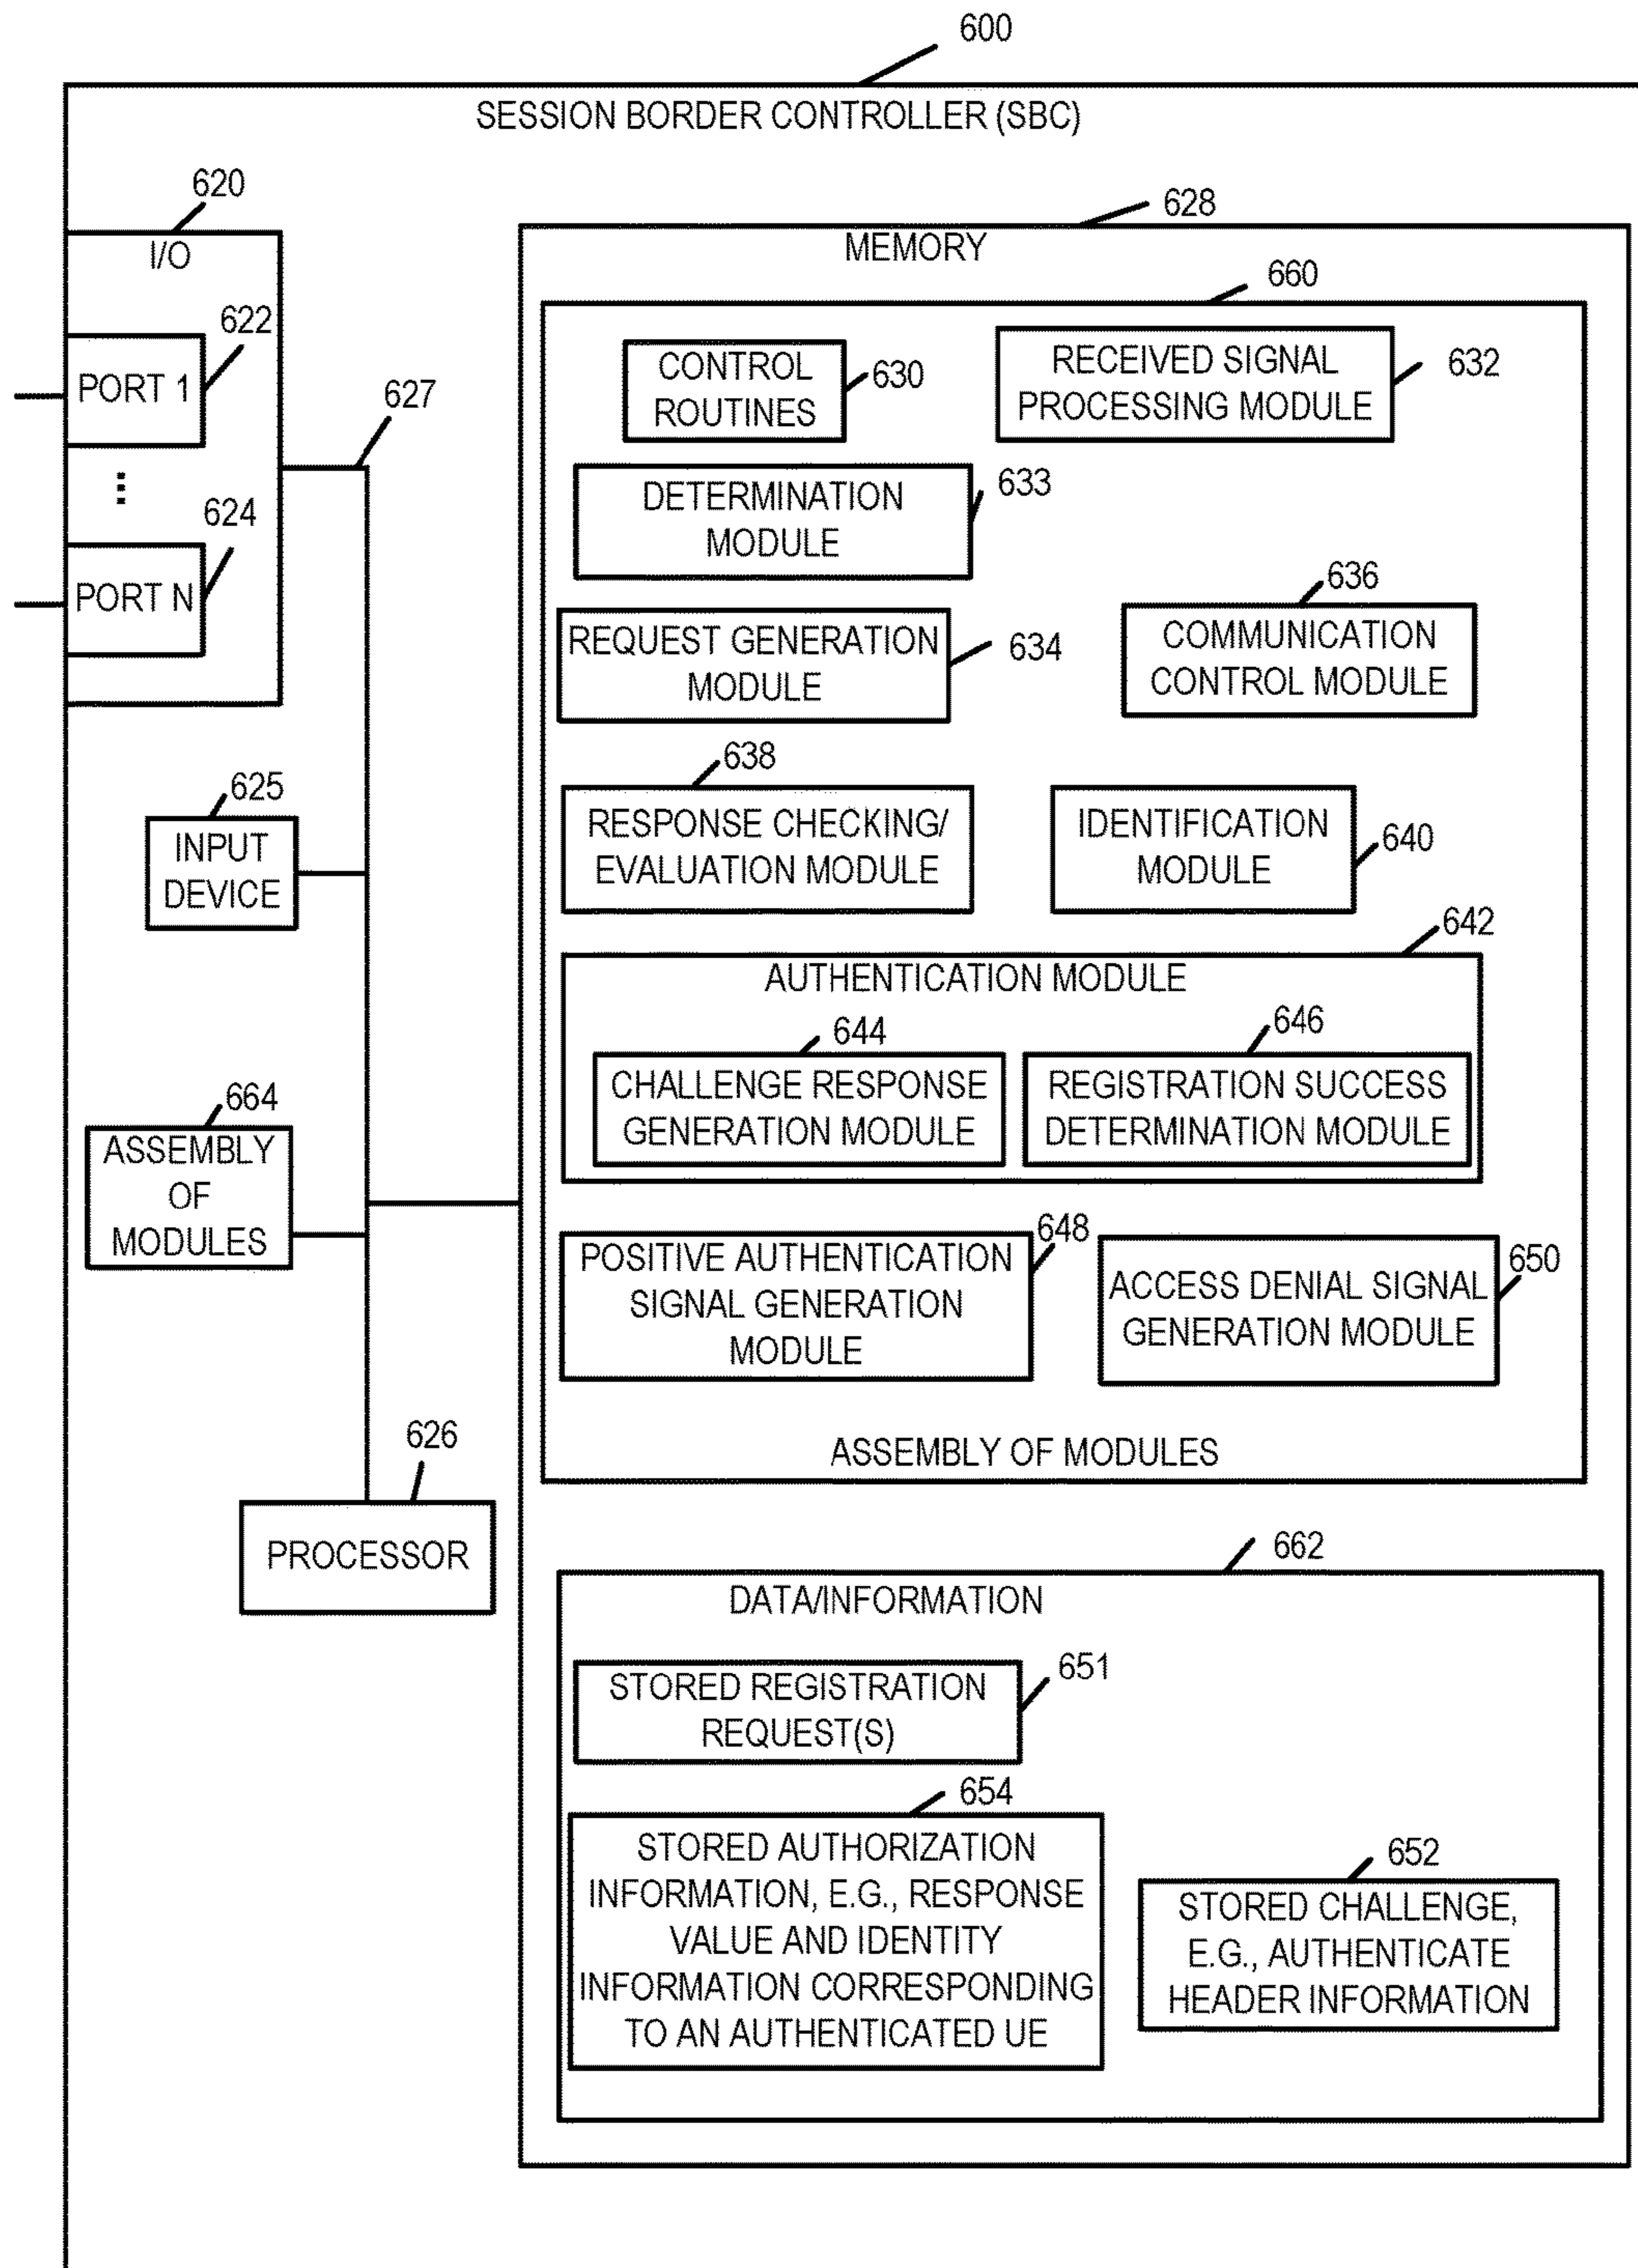 600
SESSION BORDER CONTROLLER (SBC)
620
I/O
622
PORT 1
...
624
PORT N
627
625
INPUT
DEVICE
664
ASSEMBLY
OF
MODULES
626
PROCESSOR
628
MEMORY
660
CONTROL
ROUTINES
630
RECEIVED SIGNAL
PROCESSING MODULE
632
DETERMINATION
MODULE
633
REQUEST GENERATION
MODULE
634
636
COMMUNICATION
CONTROL MODULE
638
RESPONSE CHECKING/
EVALUATION MODULE
IDENTIFICATION
MODULE
640
642
AUTHENTICATION MODULE
644
CHALLENGE RESPONSE
GENERATION MODULE
646
REGISTRATION SUCCESS
DETERMINATION MODULE
648
POSITIVE AUTHENTICATION
SIGNAL GENERATION
MODULE
650
ACCESS DENIAL SIGNAL
GENERATION MODULE
ASSEMBLY OF MODULES
662
DATA/INFORMATION
651
STORED REGISTRATION
REQUEST(S)
654
STORED AUTHORIZATION
INFORMATION, E.G., RESPONSE
VALUE AND IDENTITY
INFORMATION CORRESPONDING
TO AN AUTHENTICATED UE
652
STORED CHALLENGE,
E.G., AUTHENTICATE
HEADER INFORMATION